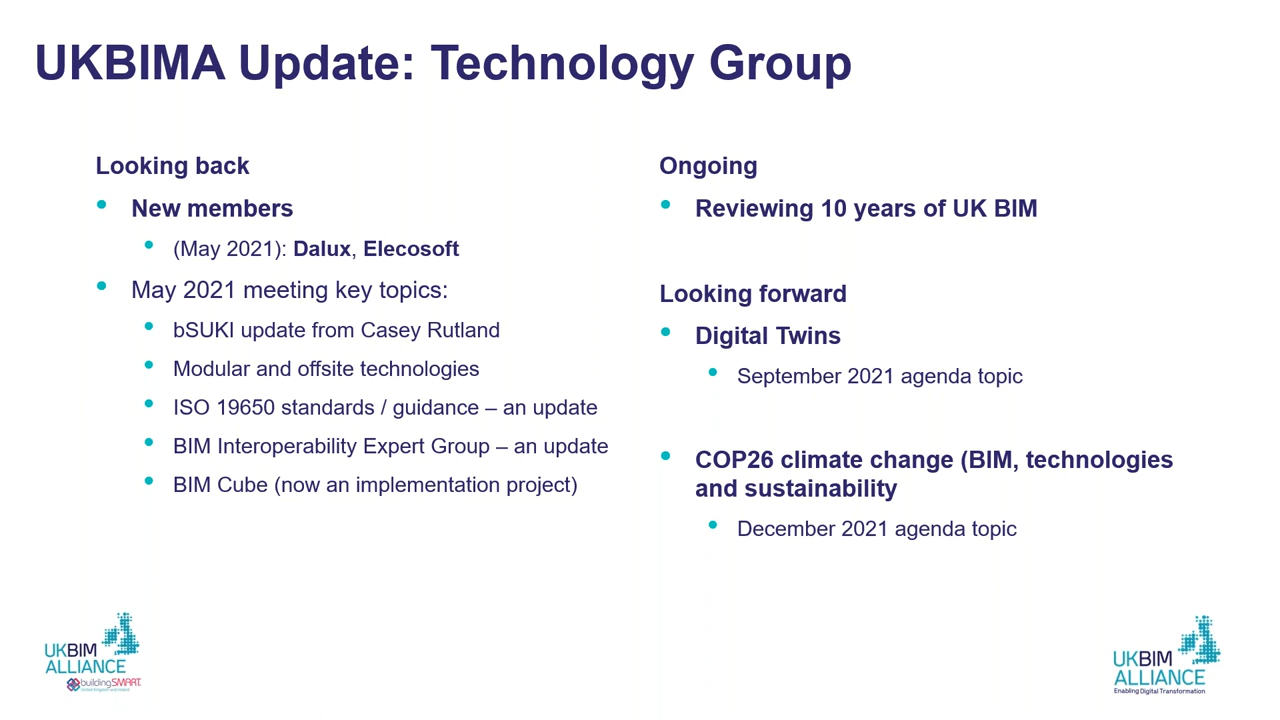 UKBIMA Update: Technology Group
Looking back
• New members
• (May 2021): Dalux, Elecosoft
• May 2021 meeting key topics:
• bSUKI update from Casey Rutland
• Modular and offsite technologies
• ISO 19650 standards / guidance – an update
• BIM Interoperability Expert Group – an update
• BIM Cube (now an implementation project)
Ongoing
• Reviewing 10 years of UK BIM
Looking forward
• Digital Twins
• September 2021 agenda topic
• COP26 climate change (BIM, technologies
and sustainability
• December 2021 agenda topic
UKBIM
ALLIANCE
buildingSMART
United Kingdom and Ireland
UKBIM
ALLIANCE
Enabling Digital Transformation